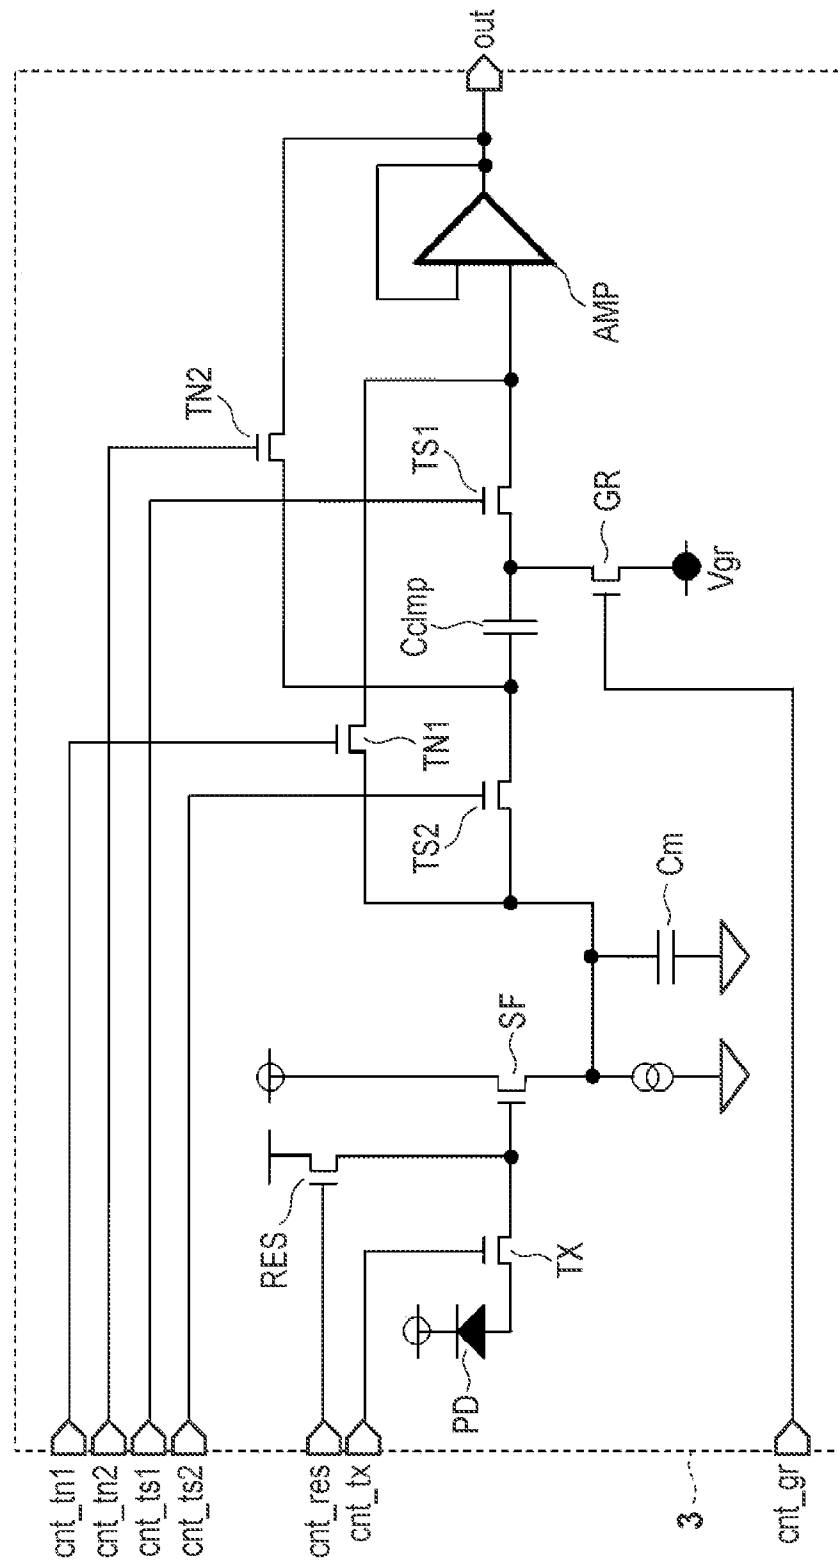 cnt_tn1
cnt_tn2
cnt_ts1
cnt_ts2
cnt_res
cnt_tx
3
cnt_gr
PD
RES
TX
SF
Cm
TS2
TN1
Cclmp
Vgr
GR
TS1
TN2
AMP
out